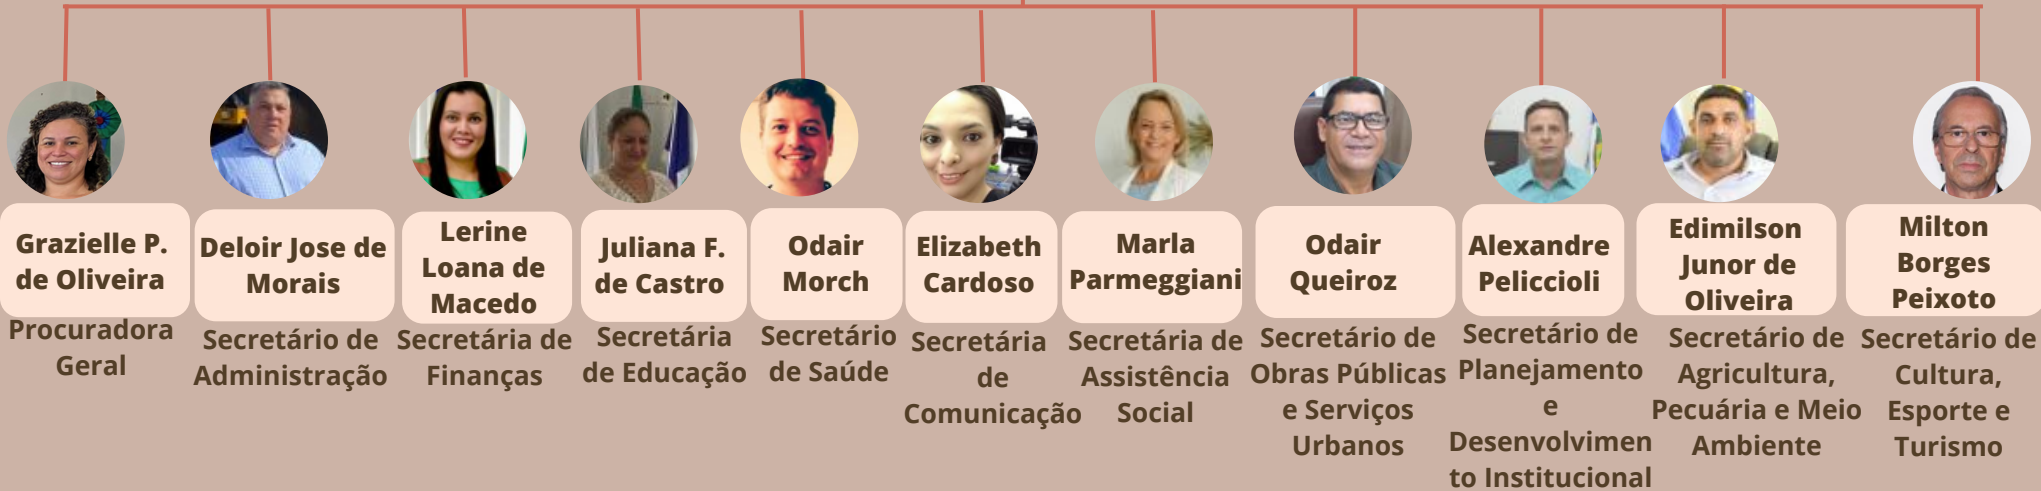 Grazielle P.
de Oliveira
Procuradora
Geral
Deloir Jose de
Morais
Secretário de
Administração
Lerine
Loana de
Macedo
Secretária de
Finanças
Juliana F.
de Castro
Secretária
de Educação
Odair
Morch
Secretário
de Saúde
Elizabeth
Cardoso
Secretária
de
Comunicação
Marla
Parmeggiani
Secretária de
Assistência
Social
Odair
Queiroz
Secretário de
Obras Públicas
e Serviços
Urbanos
Alexandre
Peliccioli
Secretário de
Planejamento
e
Desenvolvimen
to Institucional
Edimilson
Junor de
Oliveira
Secretário de
Agricultura,
Pecuária e Meio
Ambiente
Milton
Borges
Peixoto
Secretário de
Cultura,
Esporte e
Turismo